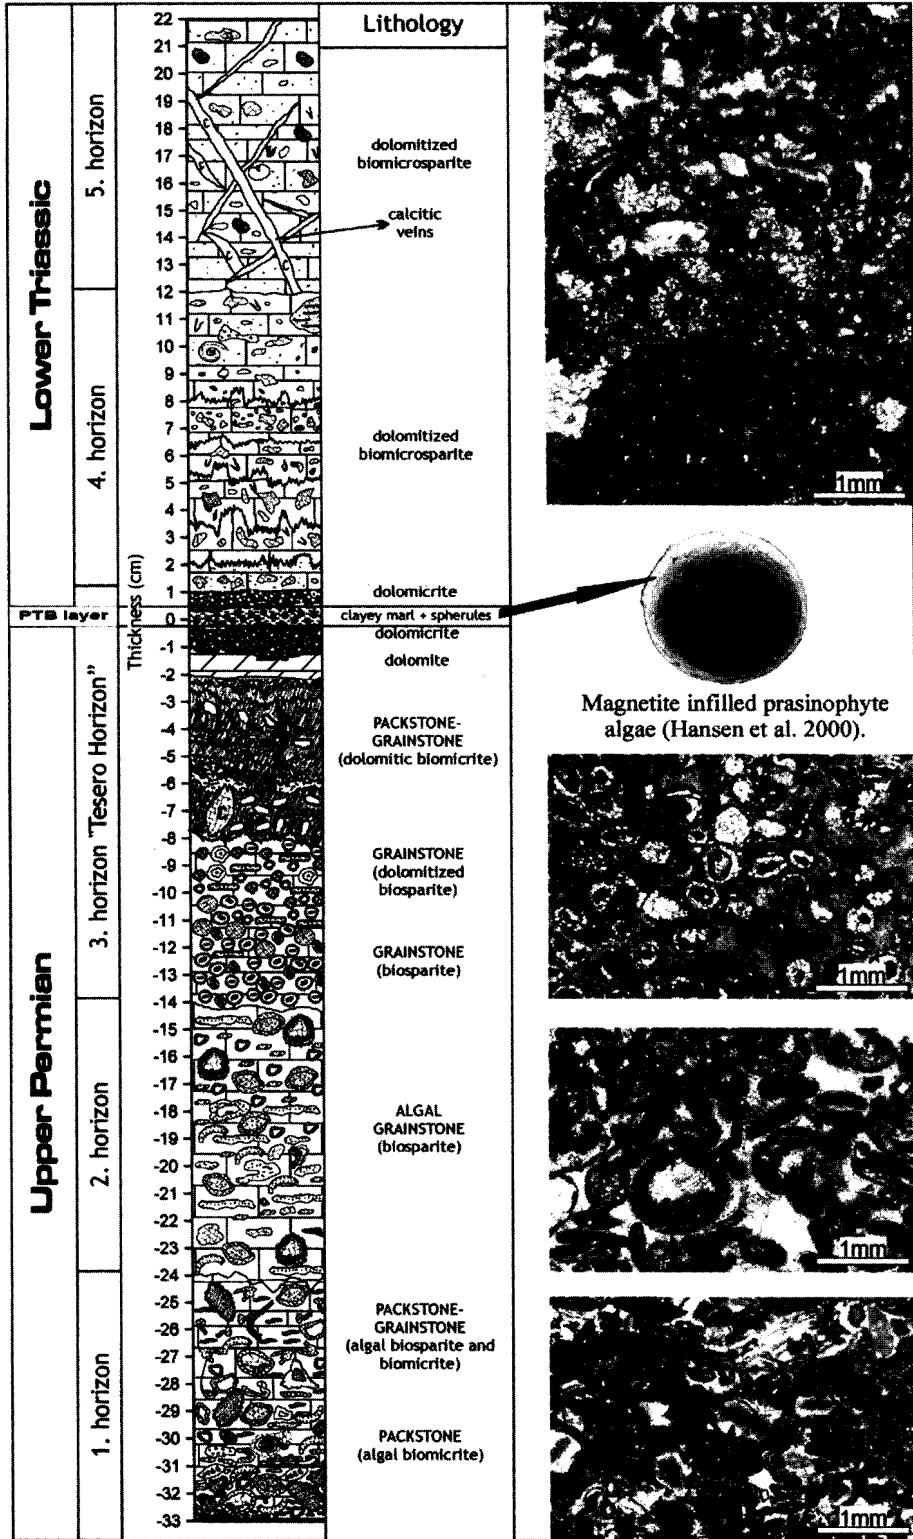 Lithology
Lower Triassic
Upper Permian
5. horizon
4. horizon
PTB layer
3. horizon "Tesero Horizon"
2. horizon
1. horizon
Thickness (cm)
22
21
20
19
18
17
16
15
14
13
12
11
10
9
8
7
6
5
4
3
2
1
0
-1
-2
-3
-4
-5
-6
-7
-8
-9
-10
-11
-12
-13
-14
-15
-16
-17
-18
-19
-20
-21
-22
-23
-24
-25
-26
-27
-28
-29
-30
-31
-32
-33
dolomitized
biomicrosparite
calcitic
veins
dolomitized
biomicrosparite
dolomicrite
clayey marl + spherules
dolomicrite
dolomite
PACKSTONE-
GRAINSTONE
(dolomitic biomicrite)
GRAINSTONE
(dolomitized
biosparite)
GRAINSTONE
(biosparite)
ALGAL
GRAINSTONE
(biosparite)
PACKSTONE-
GRAINSTONE
(algal biosparite and
biomicrite)
PACKSTONE
(algal biomicrite)
1mm
Magnetite infilled prasinophyte
algae (Hansen et al. 2000).
1mm
1mm
1mm